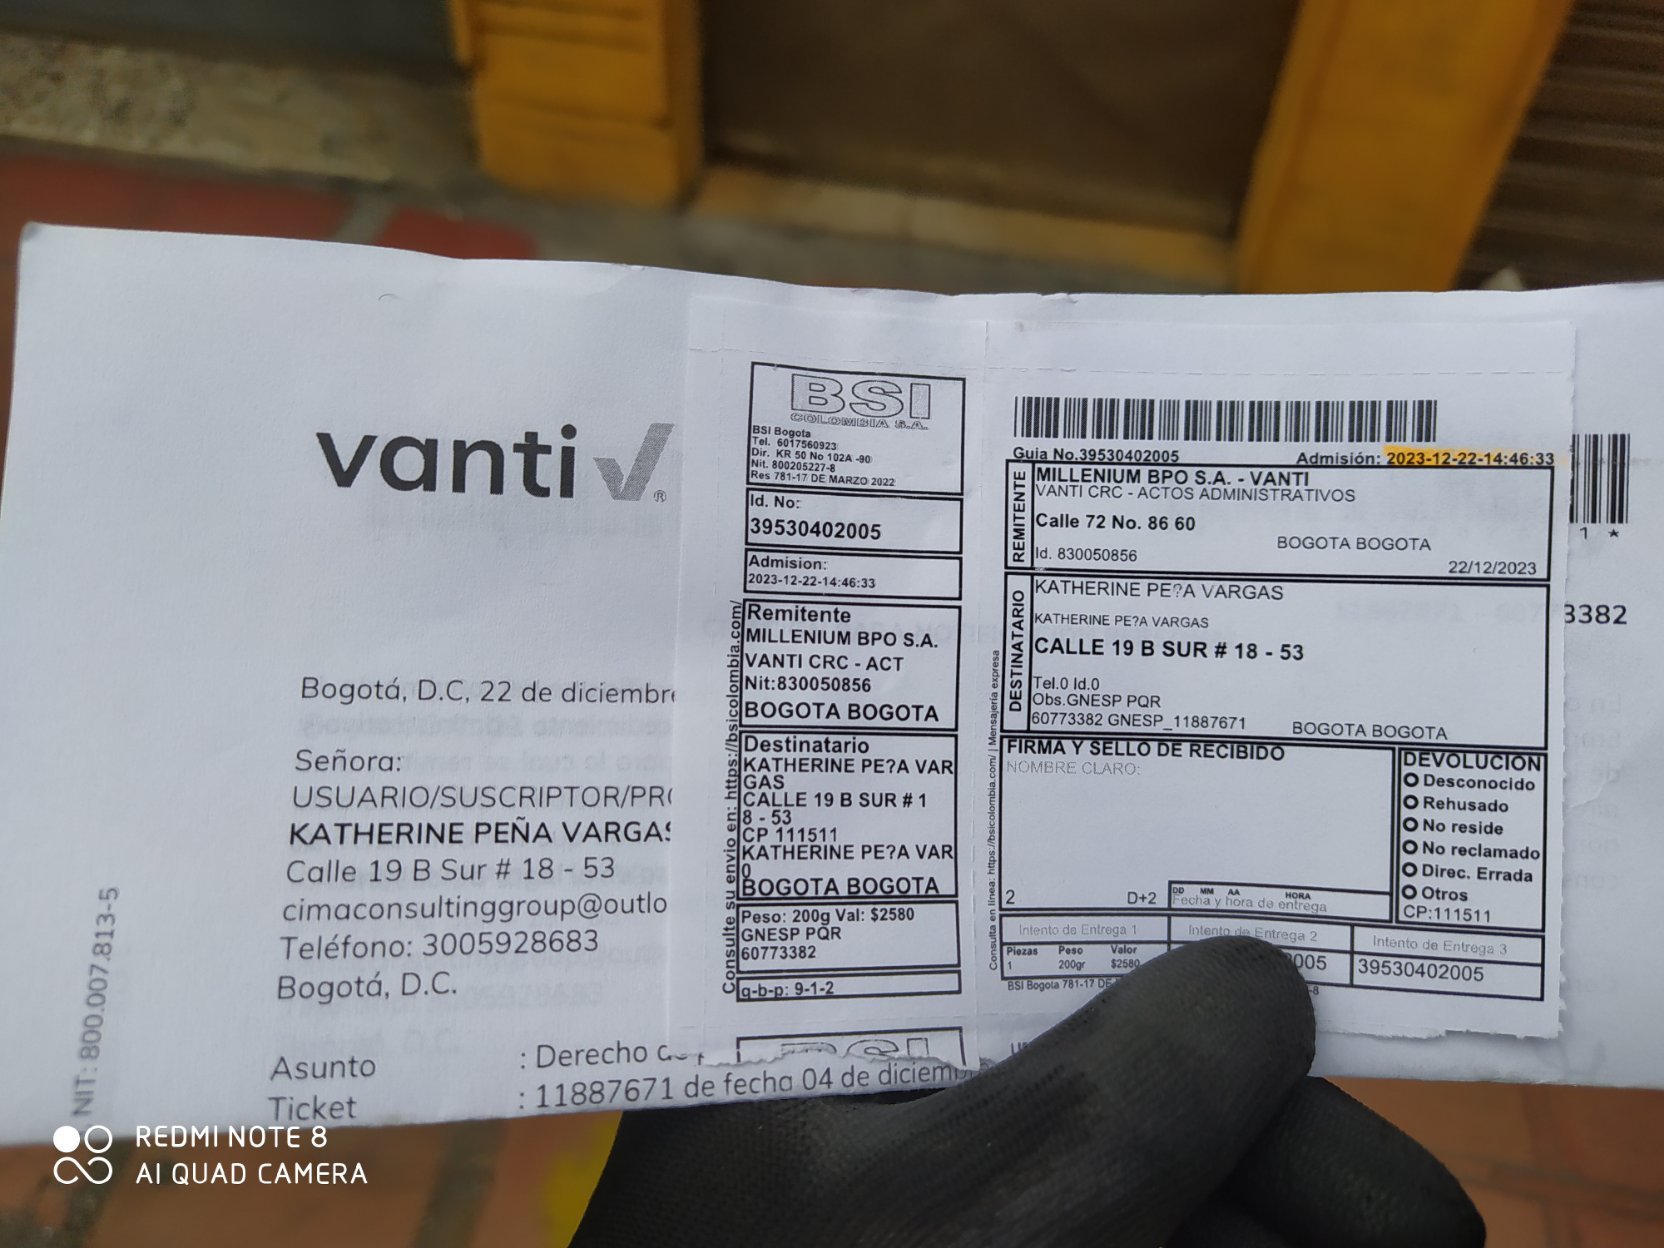 vanti
®
Bogotá, D.C, 22 de
Señora:
USUARIO/SUSCRIPTOR/
KATHERINE PEÑA VARGAS
Calle 19 B Sur # 18 - 53
cimaconsultinggroup@outlo
Teléfono: 3005928683
Bogotá, D.C.
Asunto : Derecho
Ticket : 11887671 de fecha 04 de
NIT: 800.007.813-5
BSI
COLOMBIA S.A.
BSI Bogota
Tel. 6017560923
Dir. KR 50 No 102A -90
Nit. 800205227-8
Res 781-17 DE MARZO 2022
Id. No:
39530402005
Admision:
2023-12-22-14:46:33
Remitente
MILLENIUM BPO S.A.
VANTI CRC - ACT
Nit:830050856
BOGOTA BOGOTA
Destinatario
KATHERINE PE?A VAR
GAS
CALLE 19 B SUR # 1
8 - 53
CP 111511
KATHERINE PE?A VAR
0
BOGOTA BOGOTA
Peso: 200g Val: $2580
GNESP PQR
60773382
q-b-p: 9-1-2
Consulte su envio en: https://bsicolombia.com/
Guia No.39530402005 Admisión: 2023-12-22-14:46:33
REMITENTE
MILLENIUM BPO S.A. - VANTI
VANTI CRC - ACTOS ADMINISTRATIVOS
Calle 72 No. 86 60
BOGOTA BOGOTA
Id. 830050856
22/12/2023
DESTINATARIO
KATHERINE PE?A VARGAS
KATHERINE PE?A VARGAS
CALLE 19 B SUR # 18 - 53
Tel.0 Id.0
Obs.GNESP PQR
60773382 GNESP_11887671 BOGOTA BOGOTA
FIRMA Y SELLO DE RECIBIDO
NOMBRE CLARO:
2 D+2
DD MM AA HORA
Fecha y hora de entrega
DEVOLUCION
Desconocido
Rehusado
No reside
No reclamado
Direc. Errada
Otros
CP:111511
Intento de Entrega 1 Intento de Entrega 2 Intento de Entrega 3
Piezas Peso Valor
1 200gr $2580
2005 39530402005
BSI Bogota 781-17 DE
-8
Consulta en linea: https://bsicolombia.com/ | Mensajería expresa
1 *
3382
REDMI NOTE 8
AI QUAD CAMERA